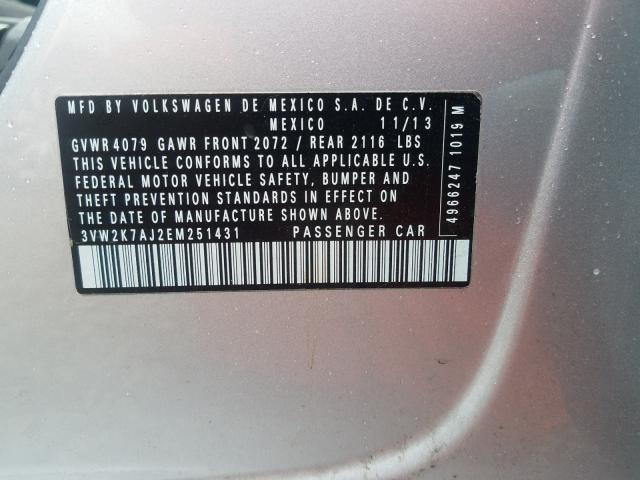 MFD BY VOLKSWAGEN DE MEXICO S.A. DE C.V.
MEXICO 11/13
GVWR 4079 GAWR FRONT 2072 / REAR 2116 LBS
THIS VEHICLE CONFORMS TO ALL APPLICABLE U.S.
FEDERAL MOTOR VEHICLE SAFETY, BUMPER AND
THEFT PREVENTION STANDARDS IN EFFECT ON
THE DATE OF MANUFACTURE SHOWN ABOVE.
3VW2K7AJ2EM251431 PASSENGER CAR
4966247 1019 M